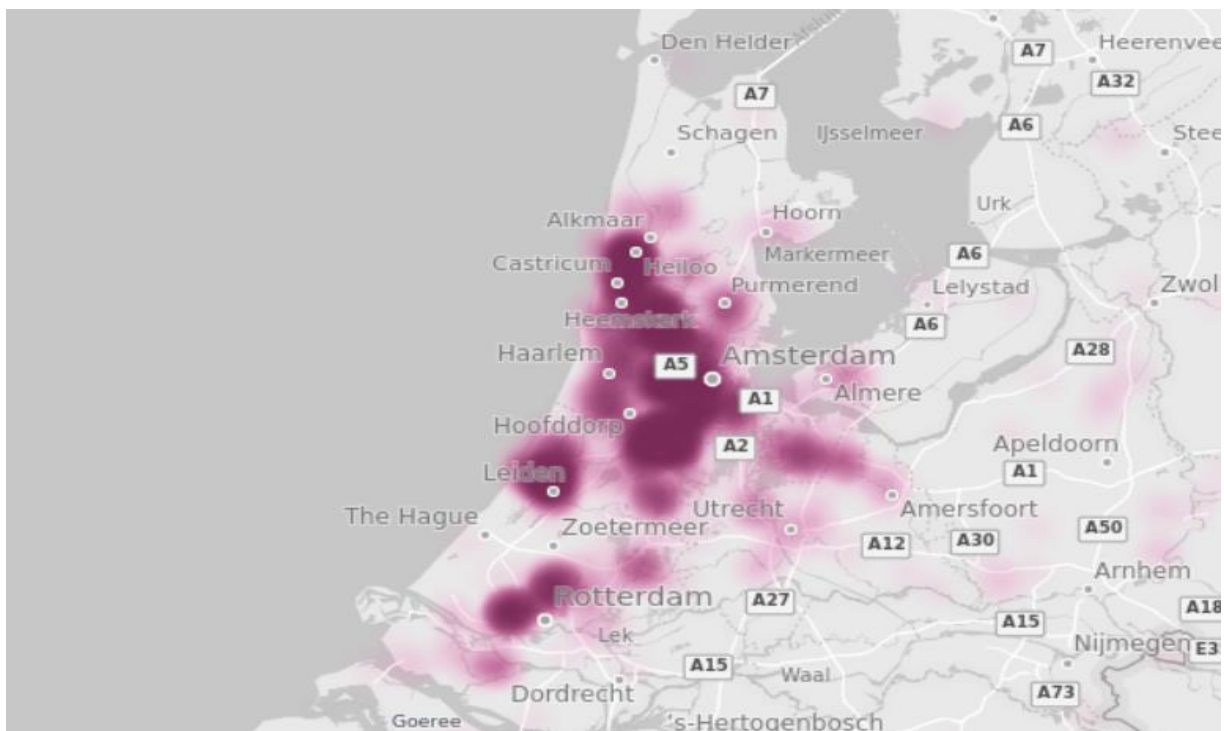 Den Helder
Afsluit
A7
Heerenvee
A32
A7
Schagen
IJsselmeer
A6
Stee
Alkmaar
Hoorn
Urk
Castricum
Heiloo
Markermeer
A6
Purmerend
Lelystad
Zwol
Heemskerk
A6
Haarlem
A5
Amsterdam
A28
Almere
A1
Hoofddorp
A2
Apeldoorn
Leiden
A1
The Hague
Zoetermeer
Utrecht
Amersfoort
A50
A12
A30
Arnhem
Rotterdam
A27
A18
Lek
A15
Nijmegen
E3
A15
Waal
Dordrecht
A73
Goeree
's-Hertogenbosch